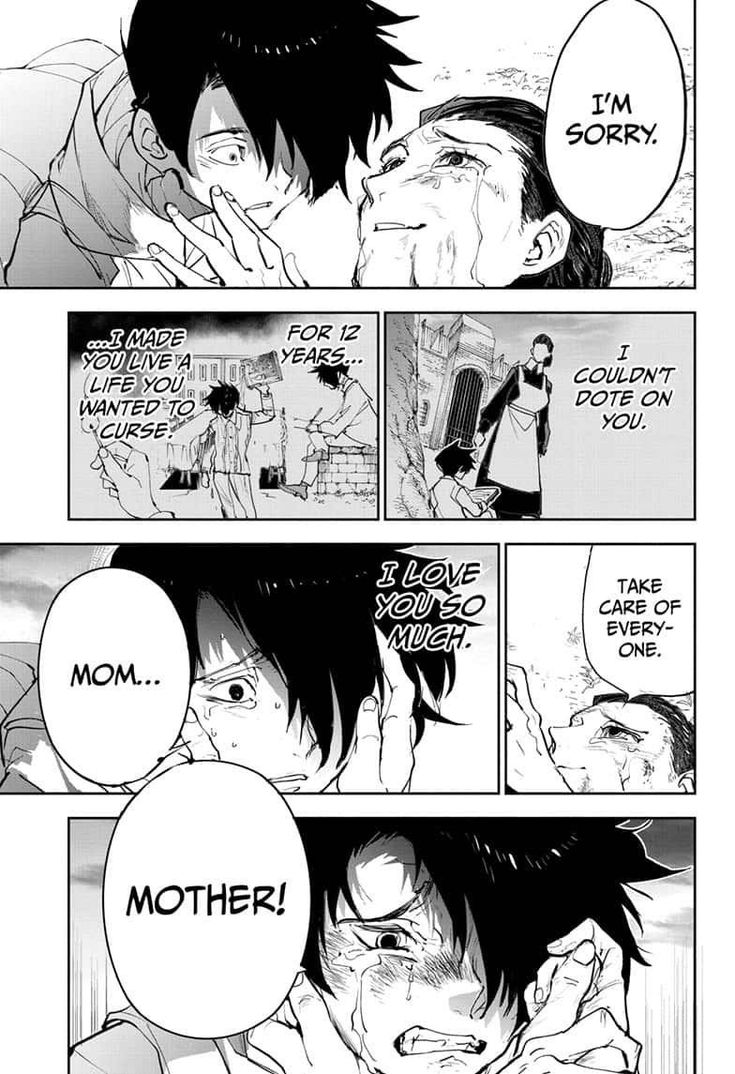 I'M
SORRY.
I
COULDN'T
DOTE ON
YOU.
FOR 12
YEARS...
...I MADE
YOU LIVE A
LIFE YOU
WANTED TO
CURSE.
TAKE
CARE OF
EVERY-
ONE.
I LOVE
YOU SO
MUCH.
MOM...
MOTHER!